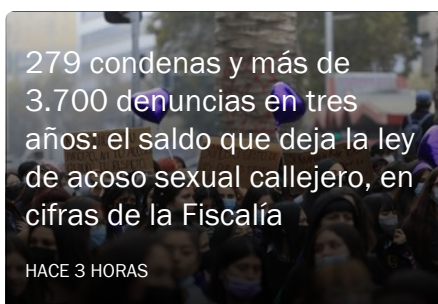 279 condenas y más de
3.700 denuncias en tres
años: el saldo que deja la ley
de acoso sexual callejero, en
cifras de la Fiscalía
HACE 3 HORAS